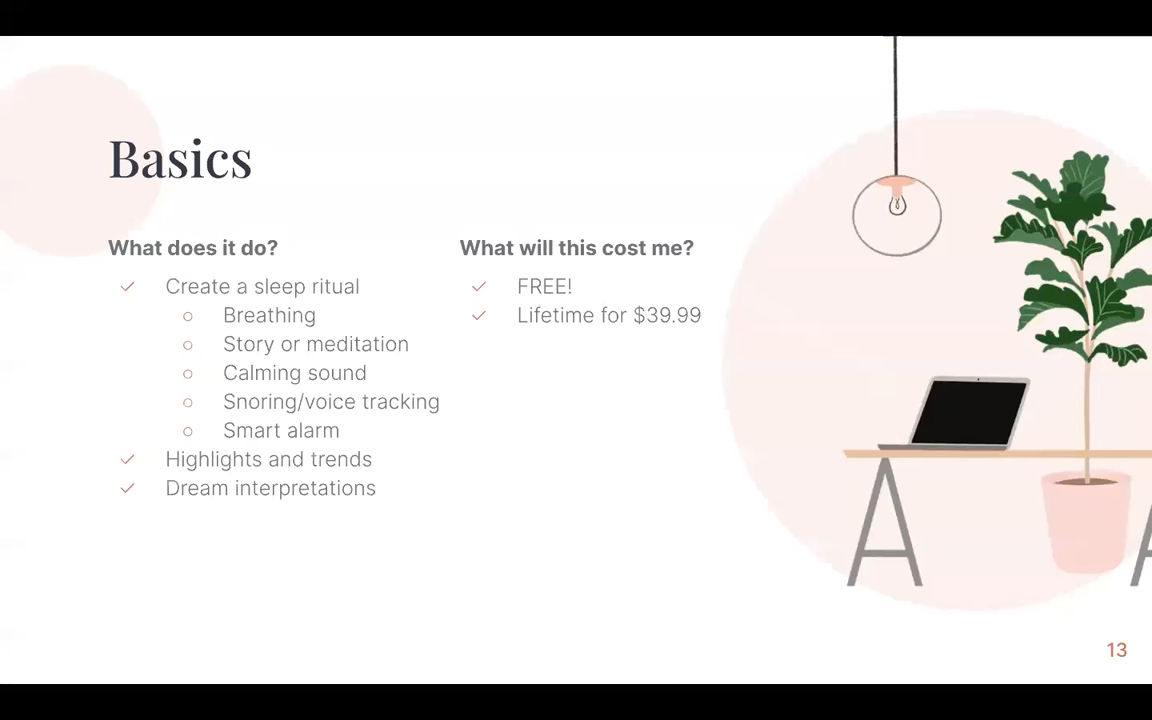 Basics
What does it do?
Create a sleep ritual
Breathing
Story or meditation
Calming sound
Snoring/voice tracking
Smart alarm
Highlights and trends
Dream interpretations
What will this cost me?
FREE!
Lifetime for $39.99
13